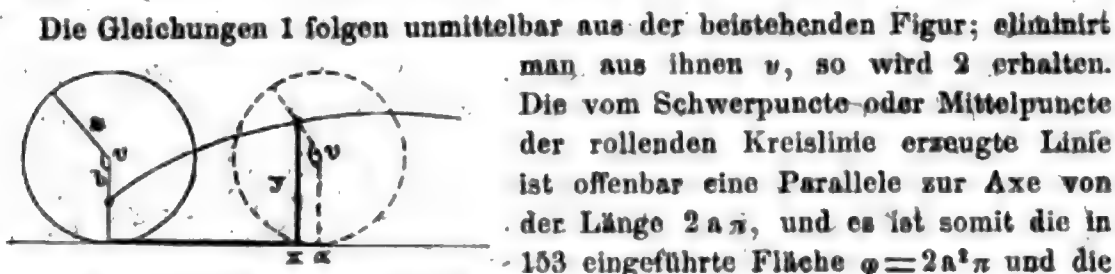 Die Gleichungen 1 folgen unmittelbar aus der beistehenden Figur; eliminirt
man aus ihnen v, so wird 2 erhalten.
Die vom Schwerpuncte oder Mittelpuncte
der rollenden Kreislinie erzeugte Linie
ist offenbar eine Parallele zur Axe von
der Länge 2 a π, und es ist somit die in
153 eingeführte Fläche φ = 2a²π und die
a
v
b
v
y
x
α